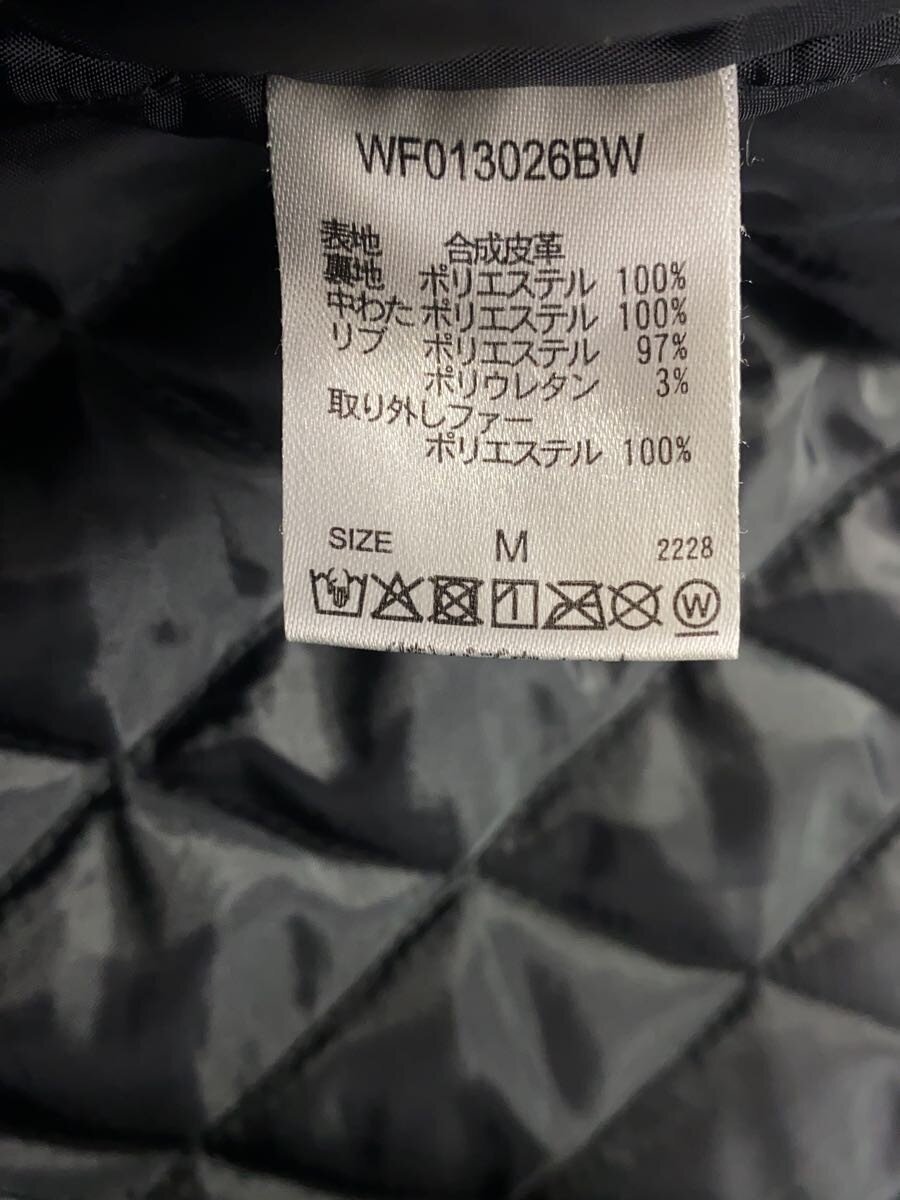 WF013026BW
表地 合成皮革
裏地 ポリエステル 100%
中わた ポリエステル 100%
リブ ポリエステル 97%
ポリウレタン 3%
取り外しファー
ポリエステル 100%
SIZE M 2228
1 W